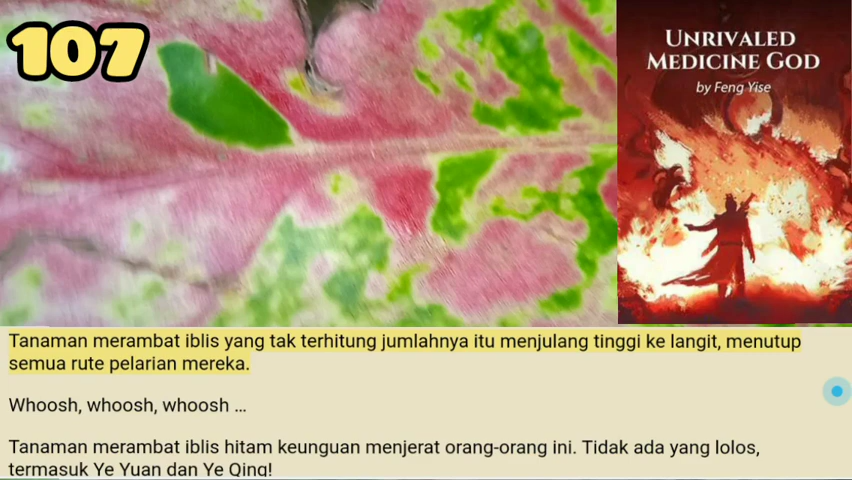 107
UNRIVALED
MEDICINE GOD
by Feng Yise
Tanaman merambat iblis yang tak terhitung jumlahnya itu menjulang tinggi ke langit, menutup
semua rute pelarian mereka.
Whoosh, whoosh, whoosh ...
Tanaman merambat iblis hitam keunguan menjerat orang-orang ini. Tidak ada yang lolos,
termasuk Ye Yuan dan Ye Qing!